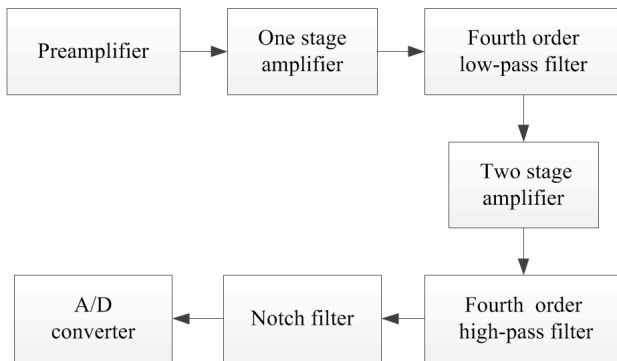 Preamplifier
One stage
amplifier
Fourth order
low-pass filter
Two stage
amplifier
Fourth order
high-pass filter
Notch filter
A/D
converter